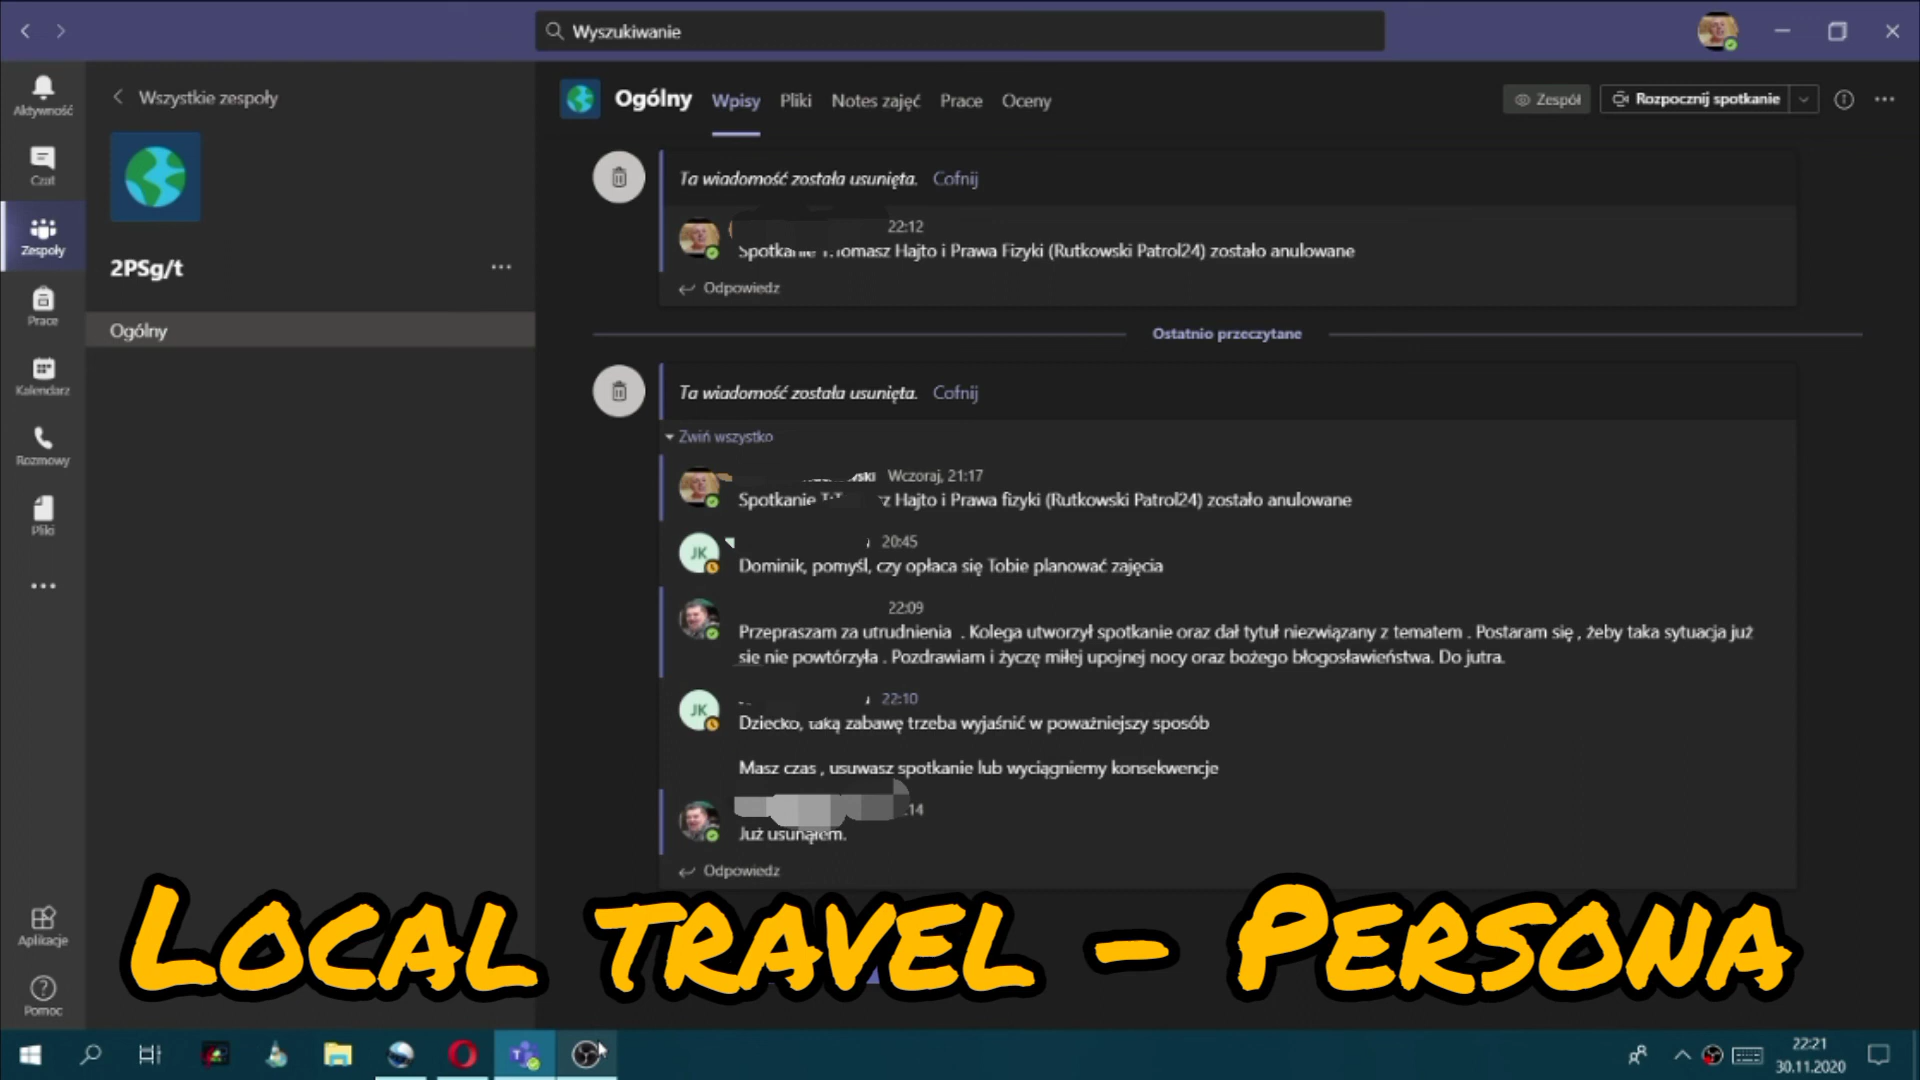 Wyszukiwanie
Aktywność
Czat
Zespoły
Prace
Kalendarz
Rozmowy
Pliki
Aplikacje
Pomoc
Wszystkie zespoły
2PSg/t
Ogólny
Ogólny Wpisy Pliki Notes zajęć Prace Oceny
Zespół Rozpocznij spotkanie
Ta wiadomość została usunięta. Cofnij
22:12
Hajto i Prawa Fizyki (Rutkowski Patrol24) zostało anulowane
Odpowiedz
Ostatnio przeczytane
Ta wiadomość została usunięta. Cofnij
Zwiń wszystko
Wczoraj, 21:17
Spotkanie Hajto i Prawa fizyki (Rutkowski Patrol24) zostało anulowane
JK
20:45
Dominik, pomyśl, czy opłaca się Tobie planować zajęcia
22:09
Przepraszam za utrudnienia . Kolega utworzył spotkanie oraz dał tytuł niezwiązany z tematem . Postaram się , żeby taka sytuacja już
się nie powtórzyła . Pozdrawiam i życzę miłej upojnej nocy oraz bożego błogosławieństwa. Do jutra.
JK
22:10
Dziecko, taką zabawę trzeba wyjaśnić w poważniejszy sposób
Masz czas , usuwasz spotkanie lub wyciągniemy konsekwencje
Już usunąłem.
Odpowiedz
Local travel - Persona
22:21
30.11.2020